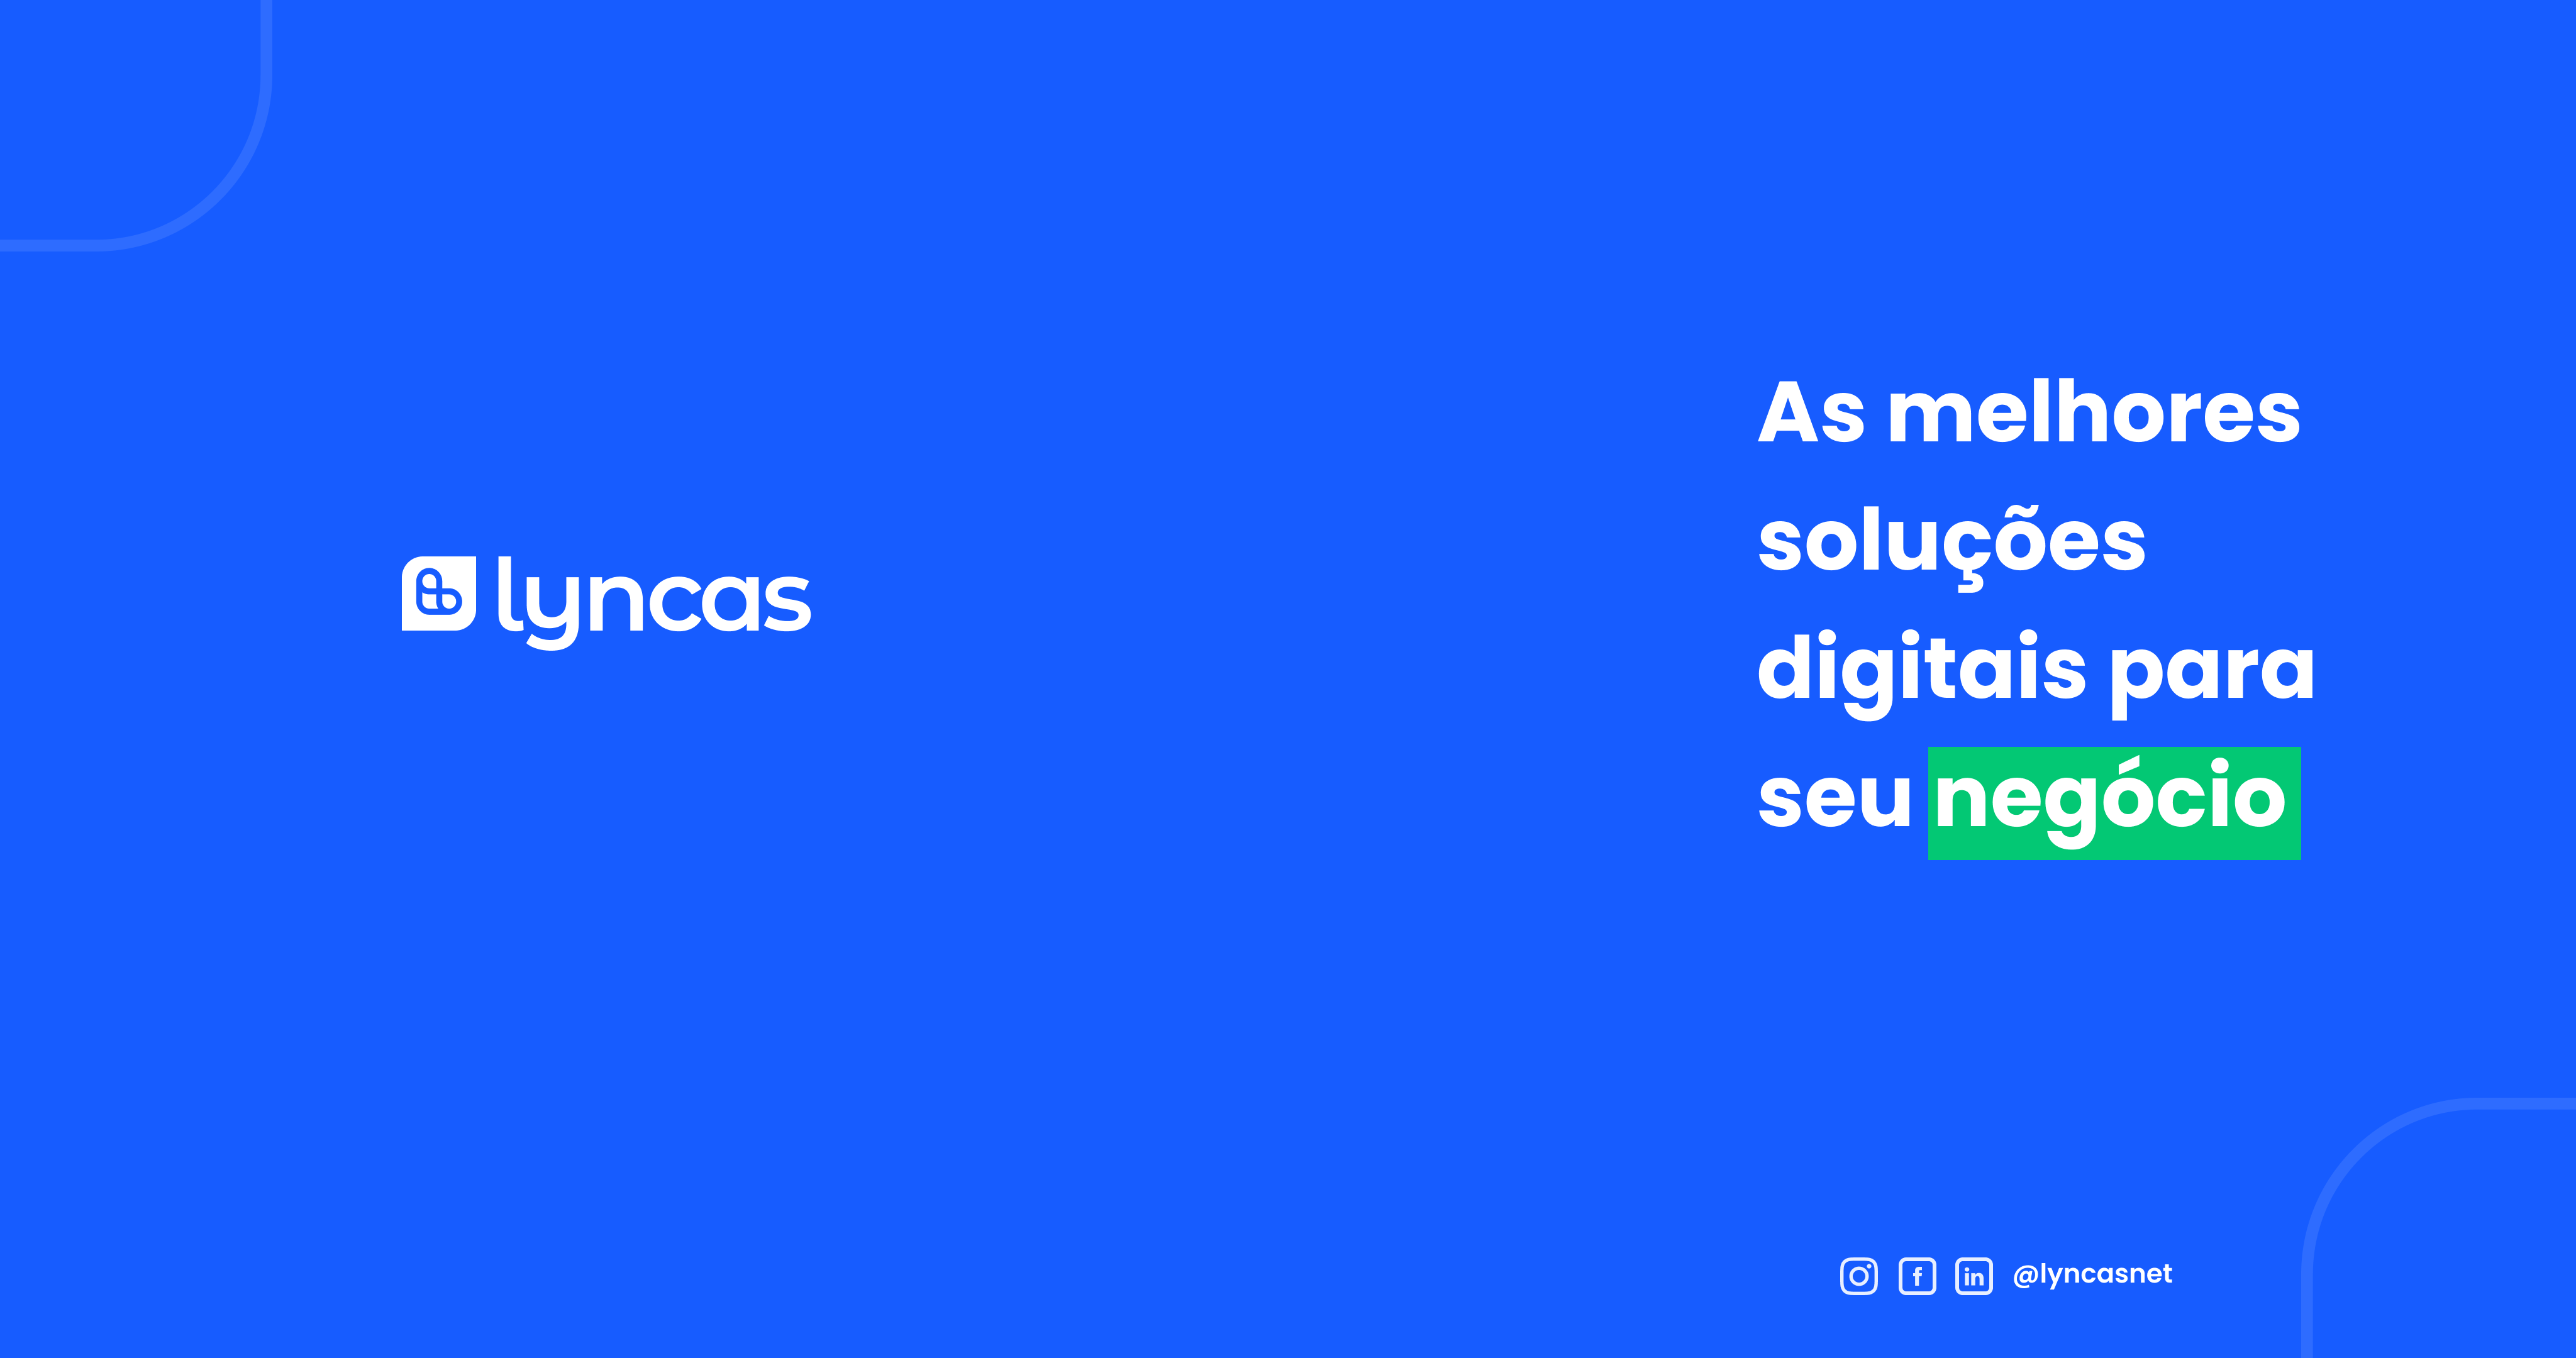 lyncas
As melhores
soluções
digitais para
seu negócio
@lyncasnet